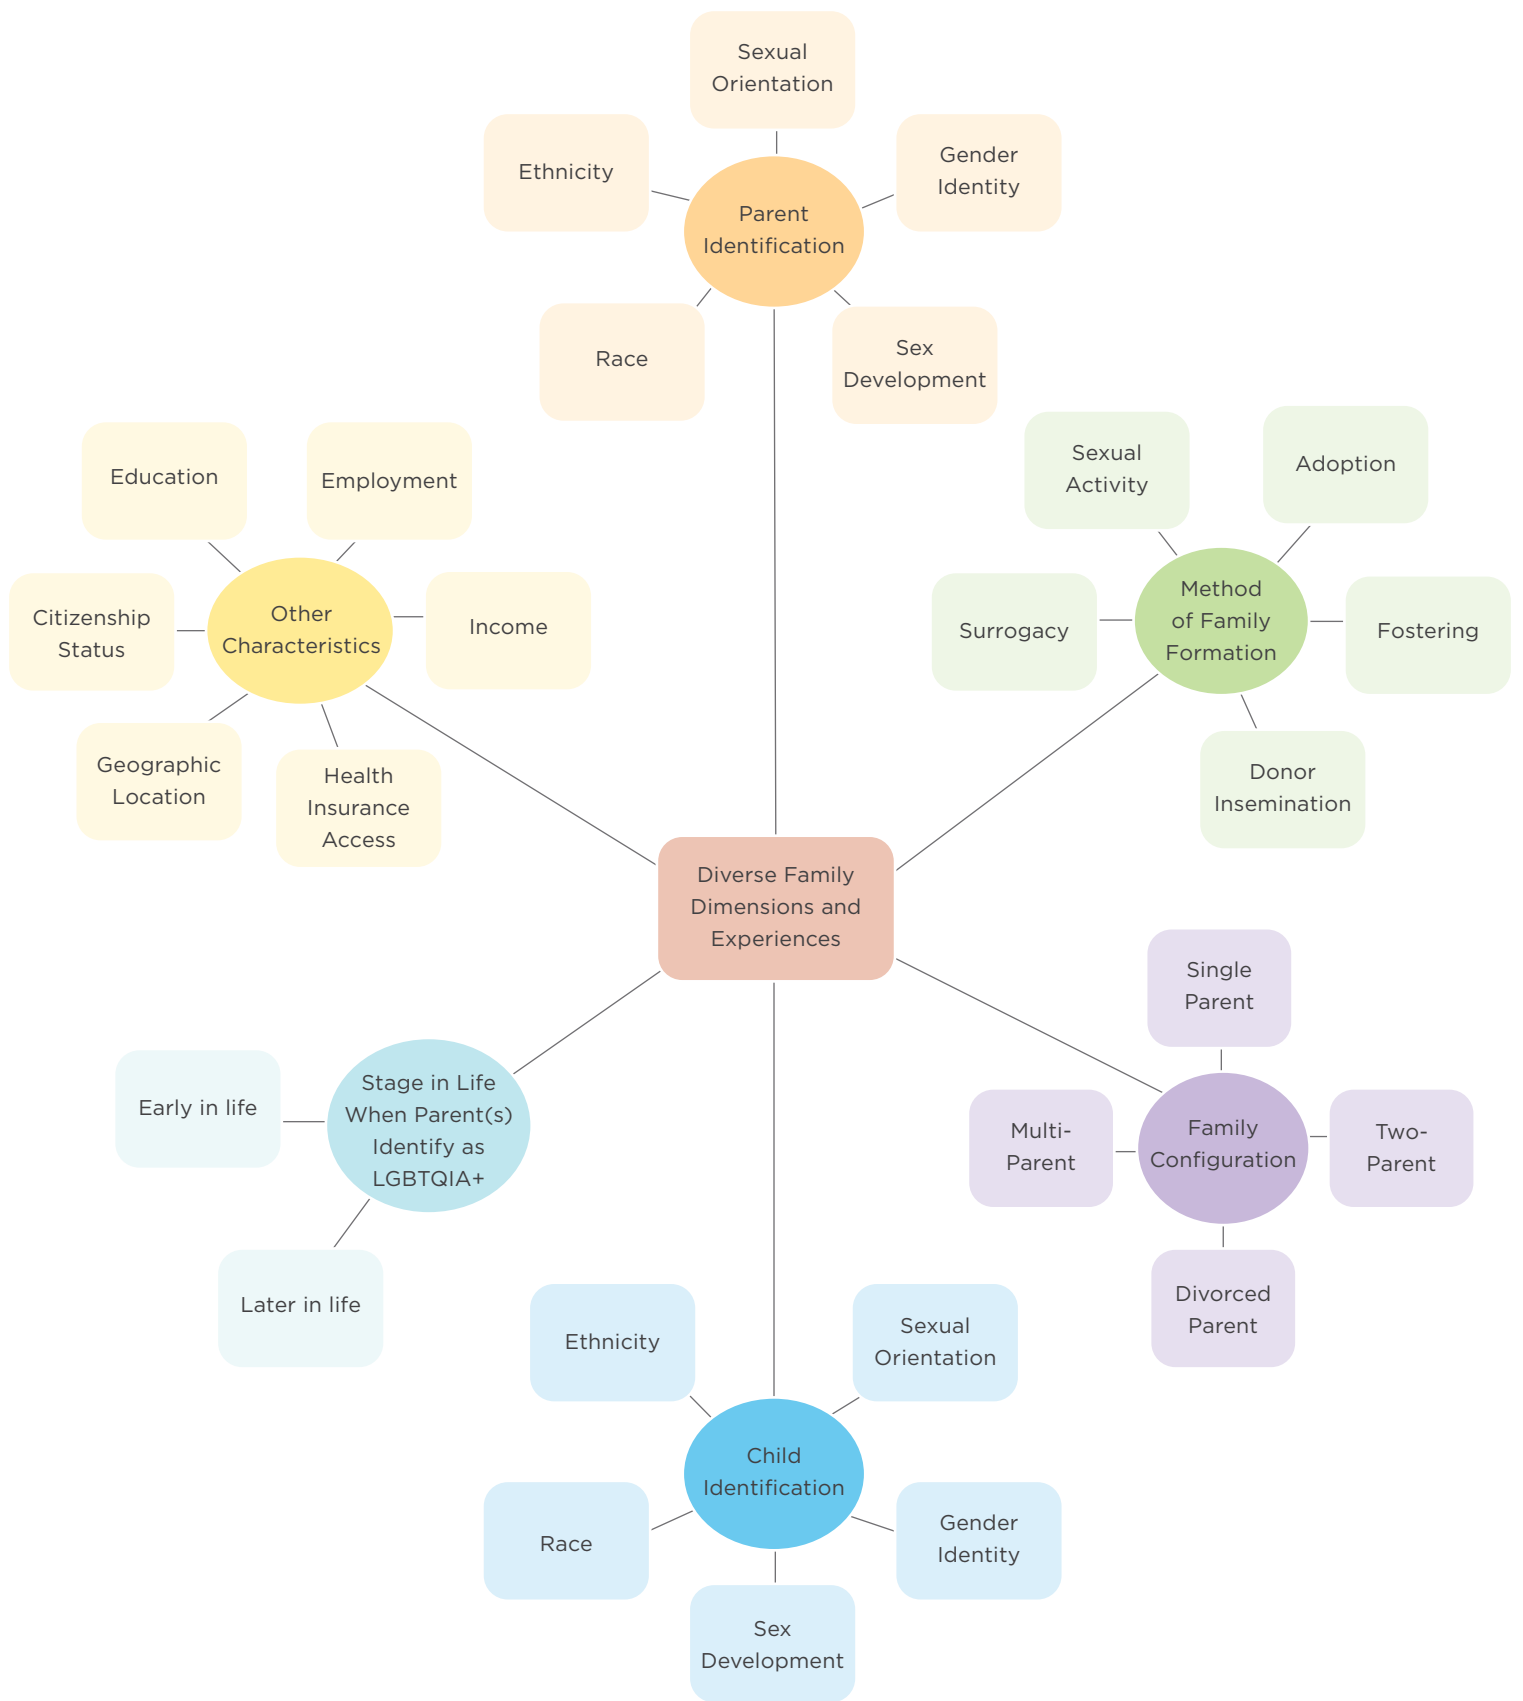 Sexual
Orientation
Ethnicity
Gender
Identity
Parent
Identification
Race
Sex
Development
Education
Employment
Citizenship
Status
Other
Characteristics
Income
Geographic
Location
Health
Insurance
Access
Sexual
Activity
Adoption
Surrogacy
Method
of Family
Formation
Fostering
Donor
Insemination
Diverse Family
Dimensions and
Experiences
Single
Parent
Multi-
Parent
Family
Configuration
Two-
Parent
Divorced
Parent
Early in life
Stage in Life
When Parent(s)
Identify as
LGBTQIA+
Later in life
Ethnicity
Sexual
Orientation
Child
Identification
Race
Gender
Identity
Sex
Development